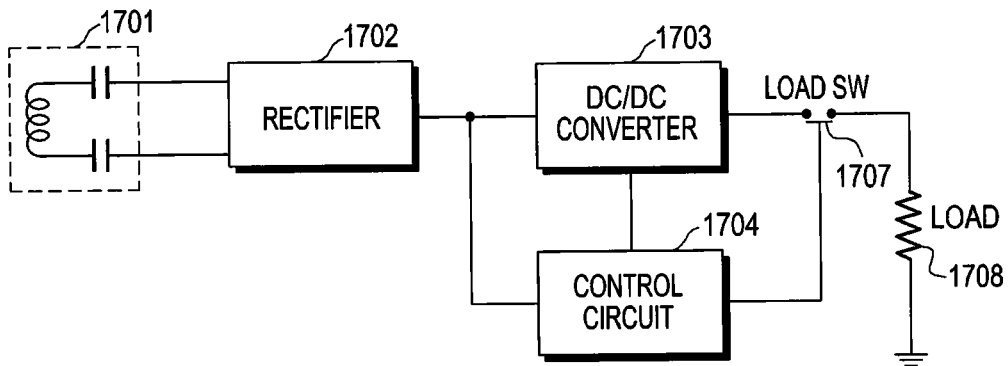 1701
1702
RECTIFIER
1703
DC/DC
CONVERTER
LOAD SW
1707
1704
CONTROL
CIRCUIT
LOAD
1708